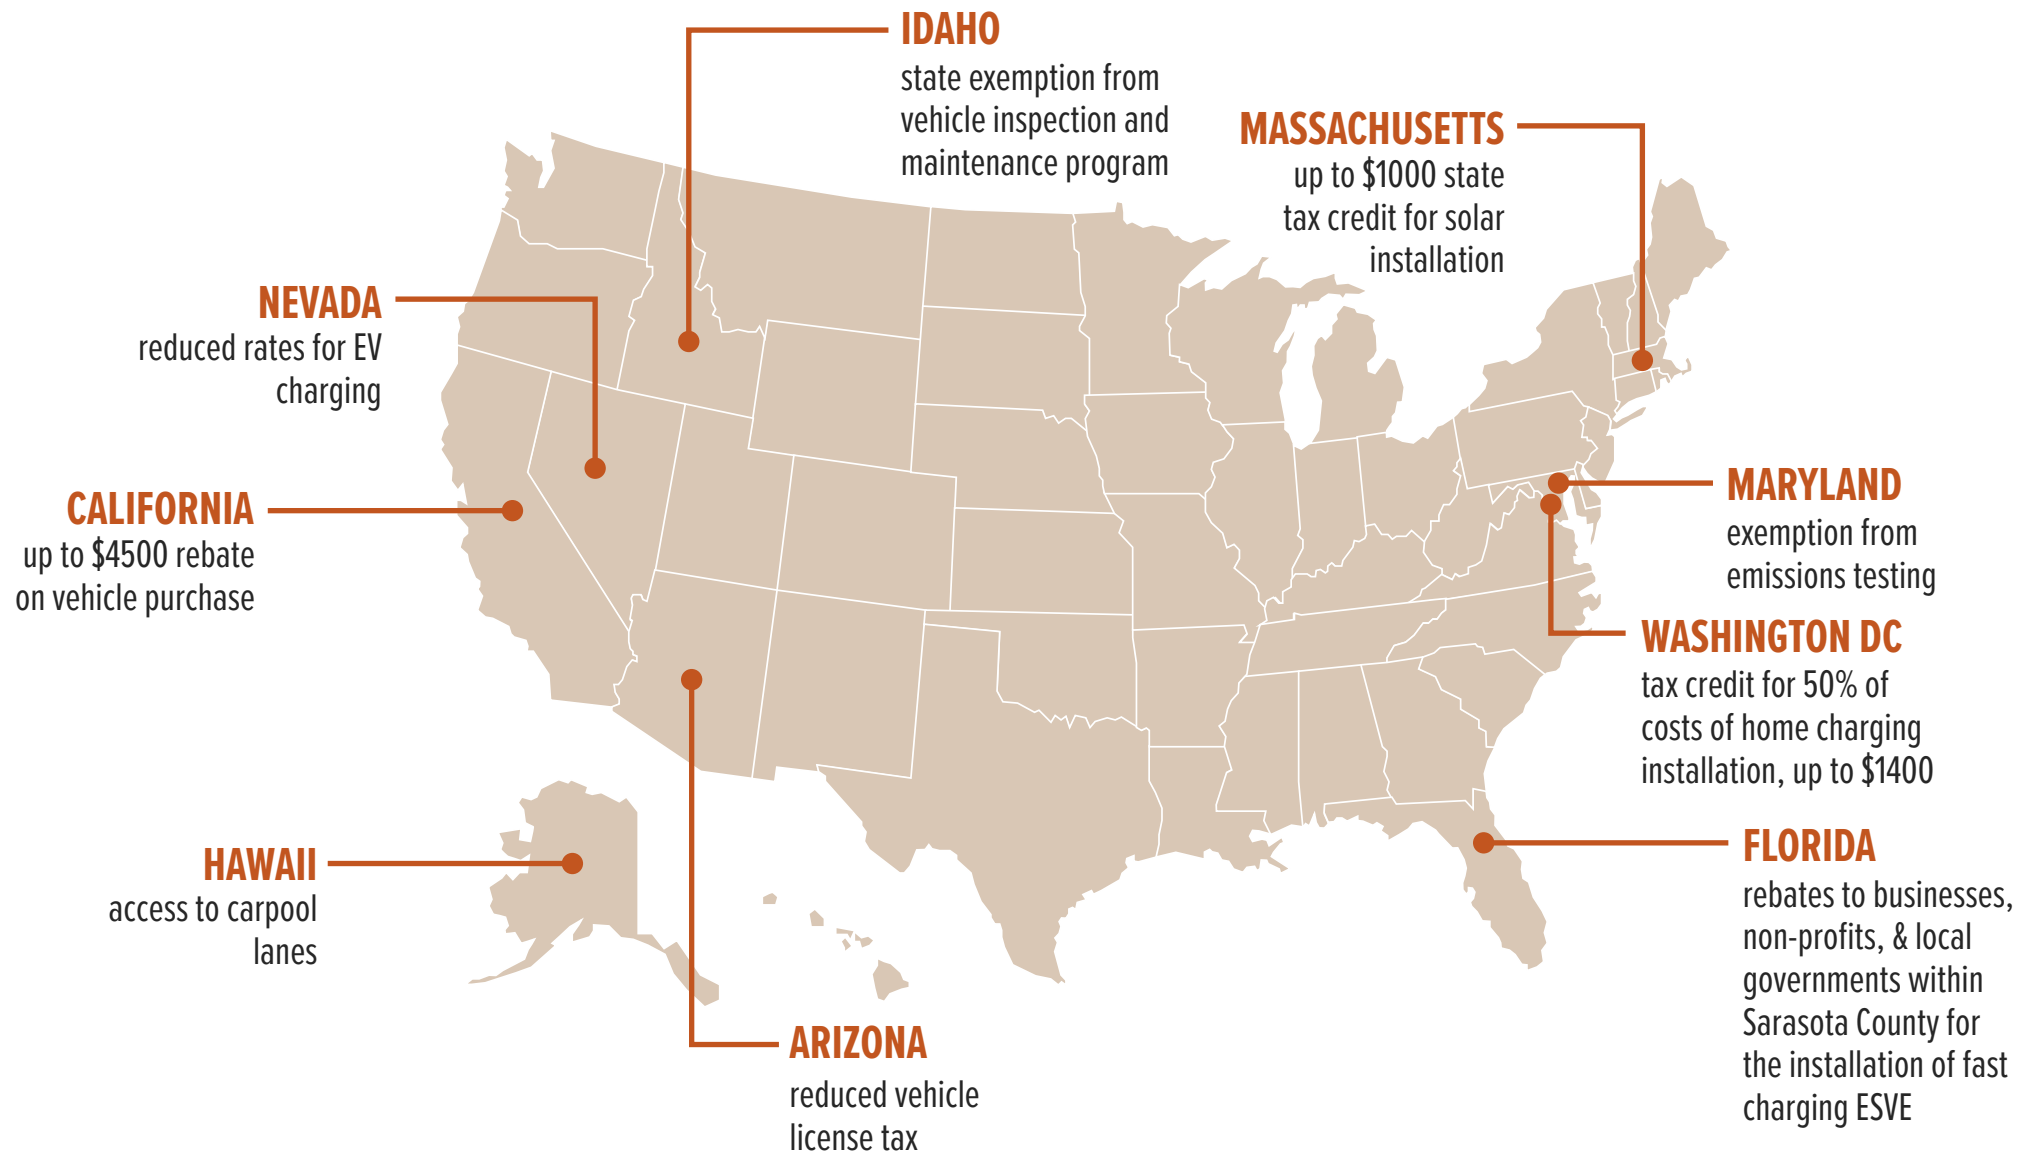 IDAHO
state exemption from
vehicle inspection and
maintenance program
MASSACHUSETTS
up to $1000 state
tax credit for solar
installation
NEVADA
reduced rates for EV
charging
CALIFORNIA
up to $4500 rebate
on vehicle purchase
MARYLAND
exemption from
emissions testing
WASHINGTON DC
tax credit for 50% of
costs of home charging
installation, up to $1400
HAWAII
access to carpool
lanes
FLORIDA
rebates to businesses,
non-profits, & local
governments within
Sarasota County for
the installation of fast
charging ESVE
ARIZONA
reduced vehicle
license tax